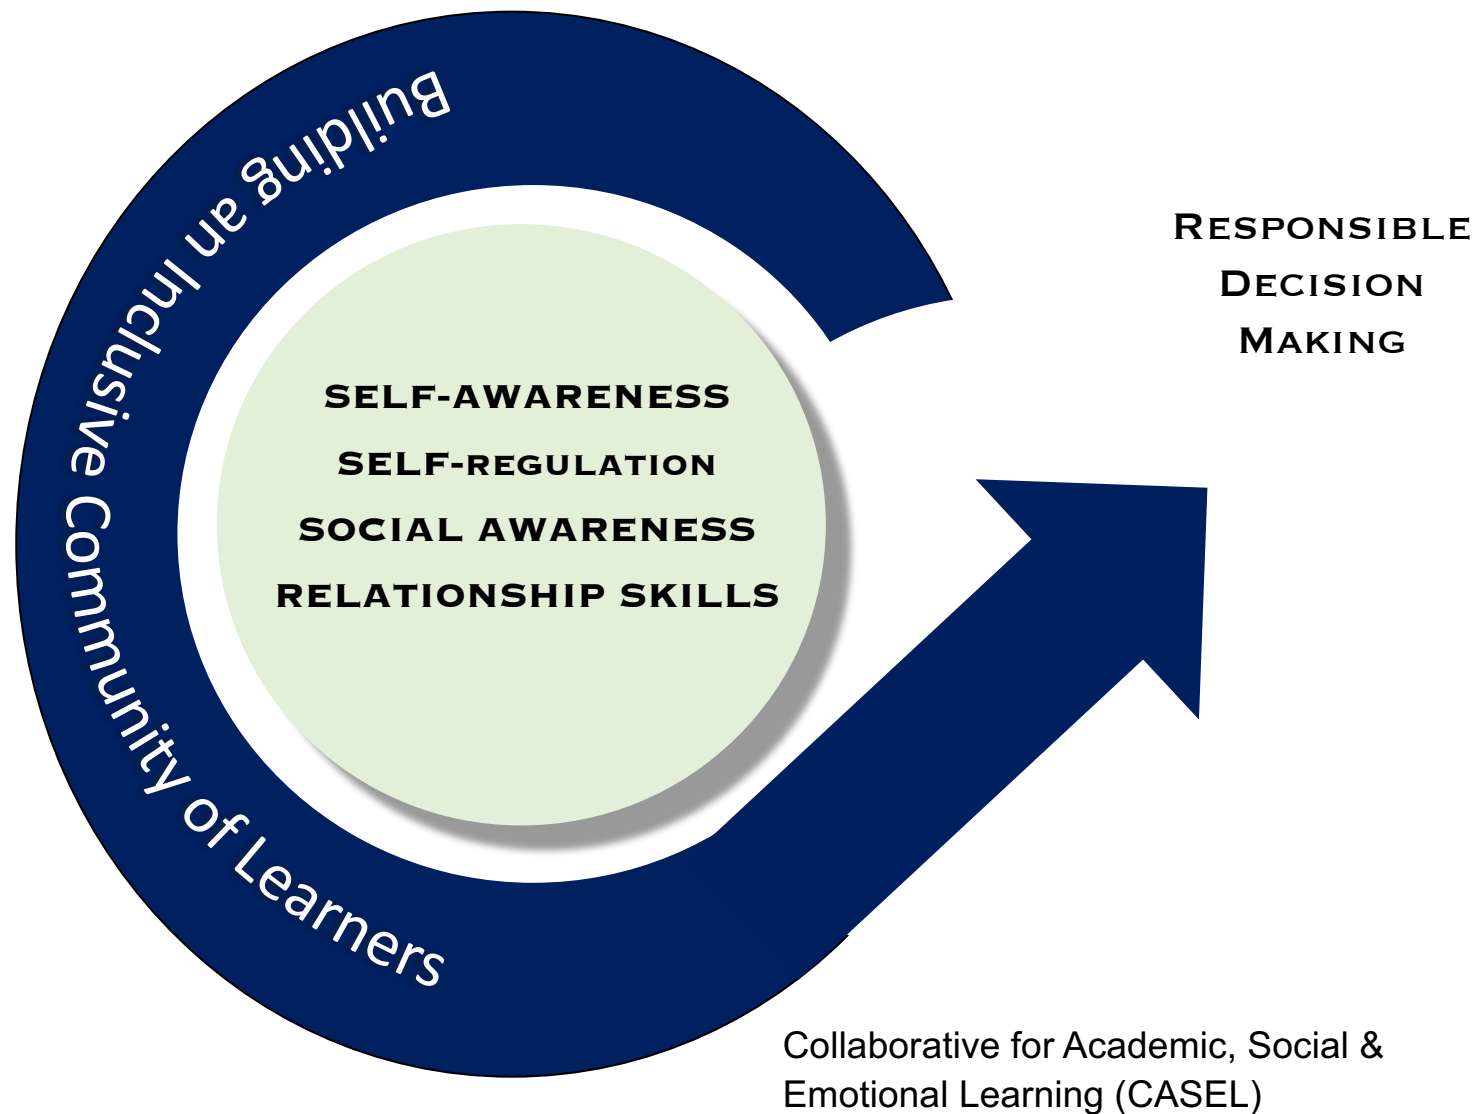 Building an Inclusive Community of Learners
SELF-AWARENESS
SELF-REGULATION
SOCIAL AWARENESS
RELATIONSHIP SKILLS
RESPONSIBLE
DECISION
MAKING
Collaborative for Academic, Social &
Emotional Learning (CASEL)